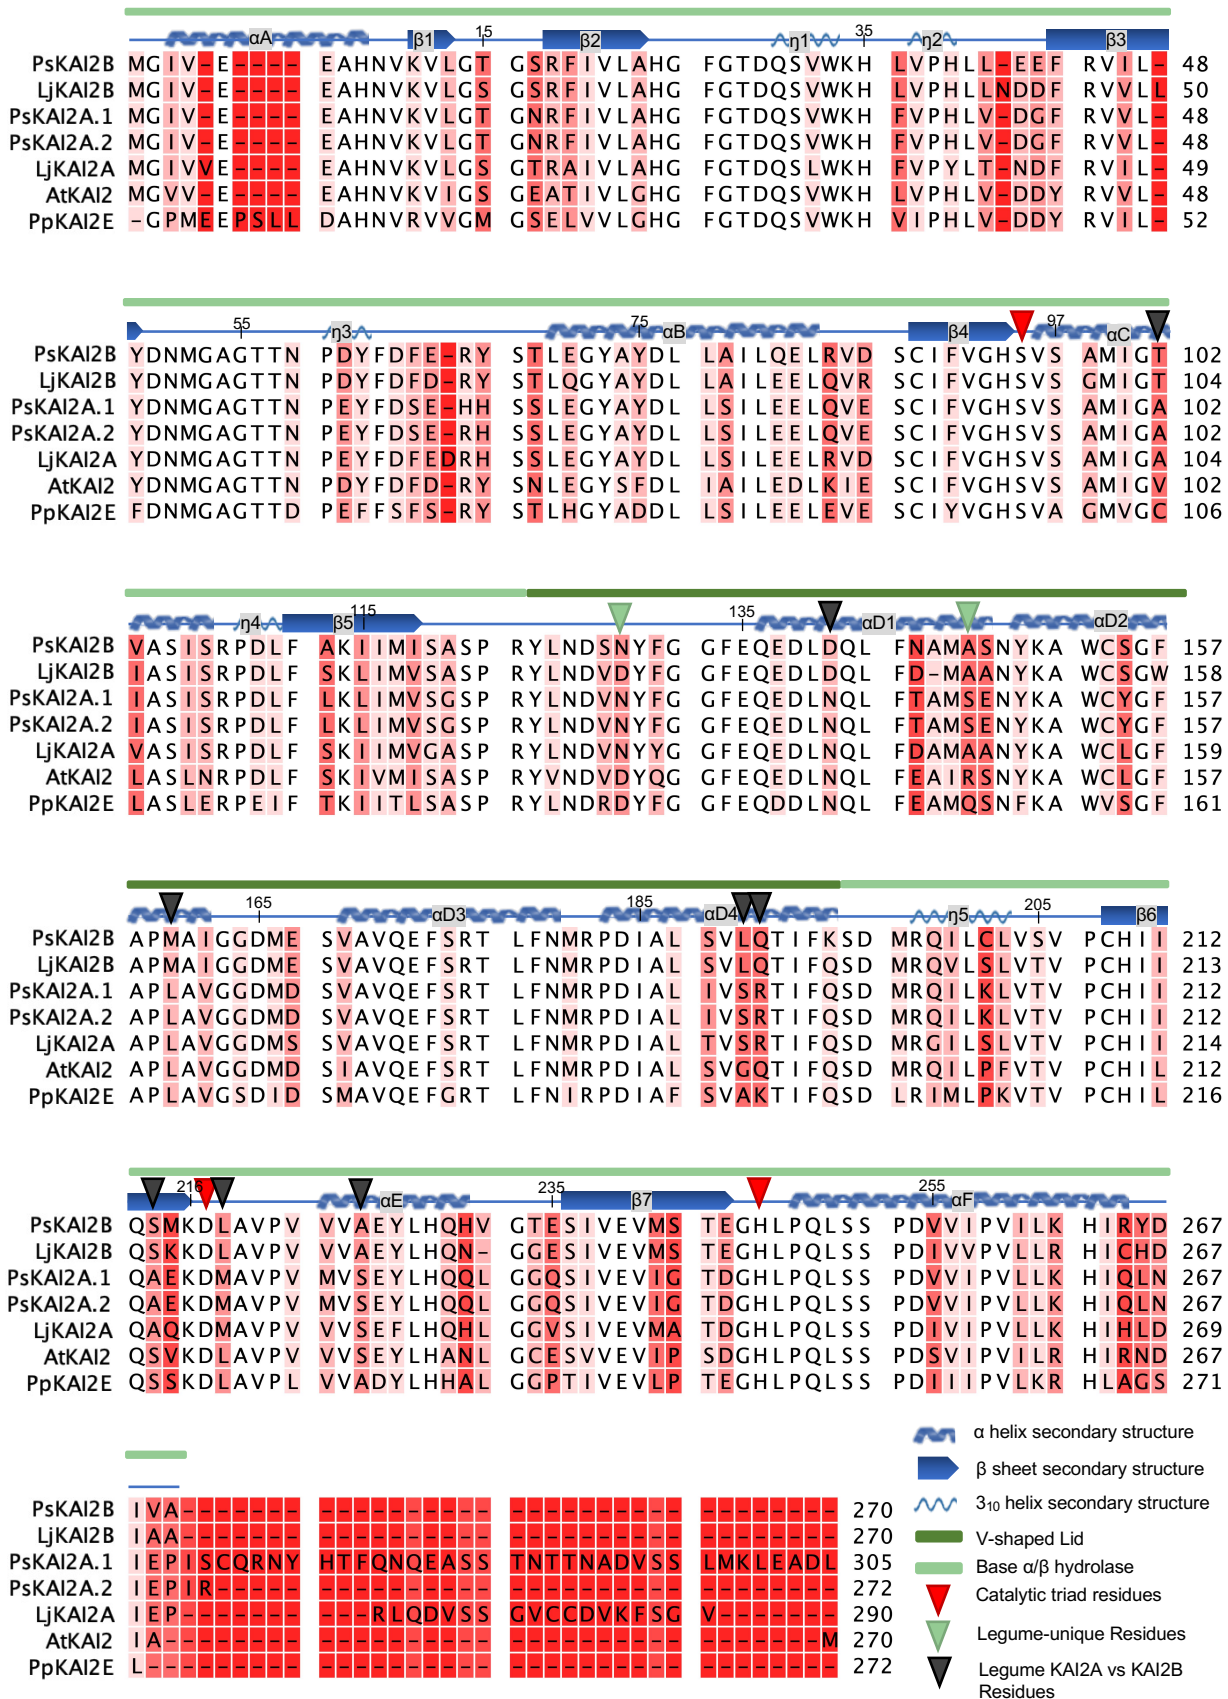 αA β1 15 β2 η1 35 η2 β3
PsKAI2B MGIV-E---- EAHNVKVLGT GSRFIVLAHG FGTDQSVWKH LVPHLL-EEF RVIL- 48
LjKAI2B MGIV-E---- EAHNVKVLGS GSRFIVLAHG FGTDQSVWKH LVPHLLNDDF RVVLL 50
PsKAI2A.1 MGIV-E---- EAHNVKVLGT GNRFIVLAHG FGTDQSVWKH FVPHLV-DGF RVVL- 48
PsKAI2A.2 MGIV-E---- EAHNVKVLGT GNRFIVLAHG FGTDQSVWKH FVPHLV-DGF RVVL- 48
LjKAI2A MGIVVE---- EAHNVKVLGS GTRAIVLAHG FGTDQSLWKH FVPYLT-NDF RVIL- 49
AtKAI2 MGVV-E---- EAHNVKVIGS GEATIVLGHG FGTDQSVWKH LVPHLV-DDY RVVL- 48
PpKAI2E -GPMEEPSLL DAHNVRVVGM GSELVVLGHG FGTDQSVWKH VIPHLV-DDY RVIL- 52
55 η3 75 αB β4 97 αC
PsKAI2B YDNMGAGTTN PDYFDFE-RY STLEGYAYDL LAILQELRVD SCIFVGHSVS AMIGT 102
LjKAI2B YDNMGAGTTN PDYFDFD-RY STLQGYAYDL LAILEELQVR SCIFVGHSVS GMIGT 104
PsKAI2A.1 YDNMGAGTTN PEYFDSE-HH SSLEGYAYDL LSILEELQVE SCIFVGHSVS AMIGA 102
PsKAI2A.2 YDNMGAGTTN PEYFDSE-RH SSLEGYAYDL LSILEELQVE SCIFVGHSVS AMIGA 102
LjKAI2A YDNMGAGTTN PEYFDFEDRH SSLEGYAYDL LSILEELRVD SCIFVGHSVS AMIGA 104
AtKAI2 YDNMGAGTTN PDYFDFD-RY SNLEGYSFDL IAILEDLKIE SCIFVGHSVS AMIGV 102
PpKAI2E FDNMGAGTTD PEFFSFS-RY STLHGYADDL LSILEELEVE SCIYVGHSVA GMVGC 106
η4 β5 115 135 αD1 αD2
PsKAI2B VASISRPDLF AKIIMISASP RYLNDSNYFG GFEQEDLDQL FNAMASNYKA WCSGF 157
LjKAI2B IASISRPDLF SKLIMVSASP RYLNDVDYFG GFEQEDLDQL FD-MAANYKA WCSGW 158
PsKAI2A.1 IASISRPDLF LKLIMVSGSP RYLNDVNYFG GFEQEDLNQL FTAMSENYKA WCYGF 157
PsKAI2A.2 IASISRPDLF LKLIMVSGSP RYLNDVNYFG GFEQEDLNQL FTAMSENYKA WCYGF 157
LjKAI2A VASISRPDLF SKIIMVGASP RYLNDVNYYG GFEQEDLNQL FDAMAANYKA WCLGF 159
AtKAI2 LASLNRPDLF SKIVMISASP RYVNDVDYQG GFEQEDLNQL FEAIRSNYKA WCLGF 157
PpKAI2E LASLERPEIF TKIITLSASP RYLNDRDYFG GFEQDDLNQL FEAMQSNFKA WVSGF 161
165 αD3 185 αD4 η5 205 β6
PsKAI2B APMAIGGDME SVAVQEFSRT LFNMRPDIAL SVLQTIFKSD MRQILCLVSV PCHII 212
LjKAI2B APMAIGGDME SVAVQEFSRT LFNMRPDIAL SVLQTIFQSD MRQVLSLVTV PCHII 213
PsKAI2A.1 APLAVGGDMD SVAVQEFSRT LFNMRPDIAL IVSRTIFQSD MRQILKLVTV PCHII 212
PsKAI2A.2 APLAVGGDMD SVAVQEFSRT LFNMRPDIAL IVSRTIFQSD MRQILKLVTV PCHII 212
LjKAI2A APLAVGGDMS SVAVQEFSRT LFNMRPDIAL TVSRTIFQSD MRGILSLVTV PCHII 214
AtKAI2 APLAVGGDMD SIAVQEFSRT LFNMRPDIAL SVGQTIFQSD MRQILPFVTV PCHIL 212
PpKAI2E APLAVGSDID SMAVQEFGRT LFNIRPDIAF SVAKTIFQSD LRIMLPKVTV PCHIL 216
216 αE 235 β7 255 αF
PsKAI2B QSMKDLAVPV VVAEYLHQHV GTESIVEVMS TEGHLPQLSS PDVVIPVILK HIRYD 267
LjKAI2B QSKKDLAVPV VVAEYLHQN- GGESIVEVMS TEGHLPQLSS PDIVVPVLLR HICHD 267
PsKAI2A.1 QAEKDMAVPV MVSEYLHQQL GGQSIVEVIG TDGHLPQLSS PDVVIPVLLK HIQLN 267
PsKAI2A.2 QAEKDMAVPV MVSEYLHQQL GGQSIVEVIG TDGHLPQLSS PDVVIPVLLK HIQLN 267
LjKAI2A QAQKDMAVPV VVSEFLHQHL GGVSIVEVMA TDGHLPQLSS PDIVIPVLLK HIHLD 269
AtKAI2 QSVKDLAVPV VVSEYLHANL GCESVVEVIP SDGHLPQLSS PDSVIPVILR HIRND 267
PpKAI2E QSSKDLAVPL VVADYLHHAL GGPTIVEVLP TEGHLPQLSS PDIIIPVLKR HLAGS 271
PsKAI2B IVA------- ---------- ---------- -------- 270
LjKAI2B IAA------- ---------- ---------- -------- 270
PsKAI2A.1 IEPISCQRNY HTFQNQEASS TNTTNADVSS LMKLEADL 305
PsKAI2A.2 IEPIR----- ---------- ---------- -------- 272
LjKAI2A IEP------- ---RLQDVSS GVCCDVKFSG V------- 290
AtKAI2 IA-------- ---------- ---------- -------M 270
PpKAI2E L--------- ---------- ---------- -------- 272
α helix secondary structure
β sheet secondary structure
3₁₀ helix secondary structure
V-shaped Lid
Base α/β hydrolase
Catalytic triad residues
Legume-unique Residues
Legume KAI2A vs KAI2B
Residues